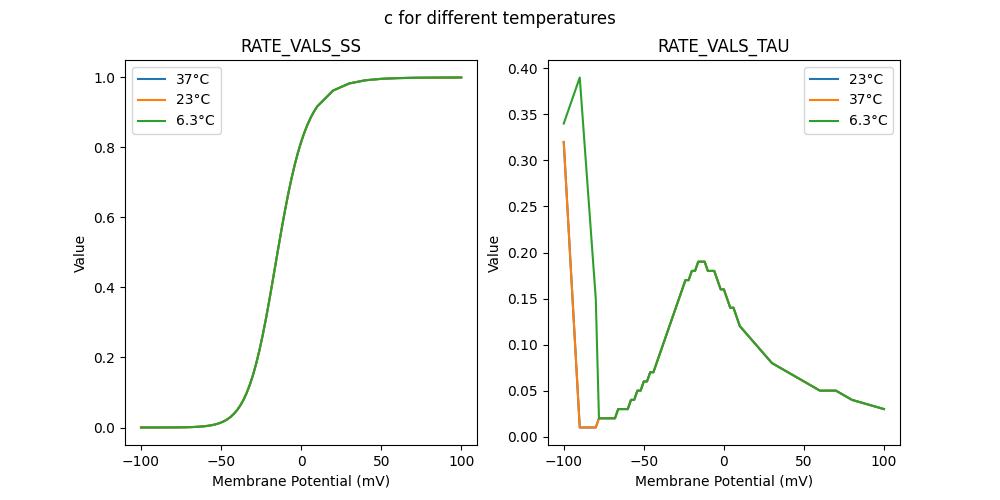 c for different temperatures
RATE_VALS_SS
1.0
0.8
0.6
0.4
0.2
0.0
Value
37°C
23°C
6.3°C
−100
−50
0
50
100
Membrane Potential (mV)
RATE_VALS_TAU
0.40
0.35
0.30
0.25
0.20
0.15
0.10
0.05
0.00
Value
23°C
37°C
6.3°C
−100
−50
0
50
100
Membrane Potential (mV)